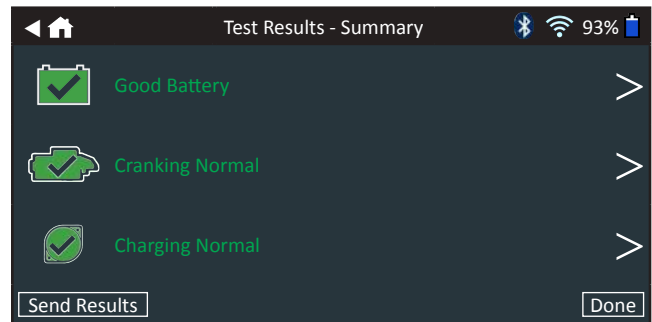 Test Results - Summary 93%
Good Battery
Cranking Normal
Charging Normal
Send Results Done